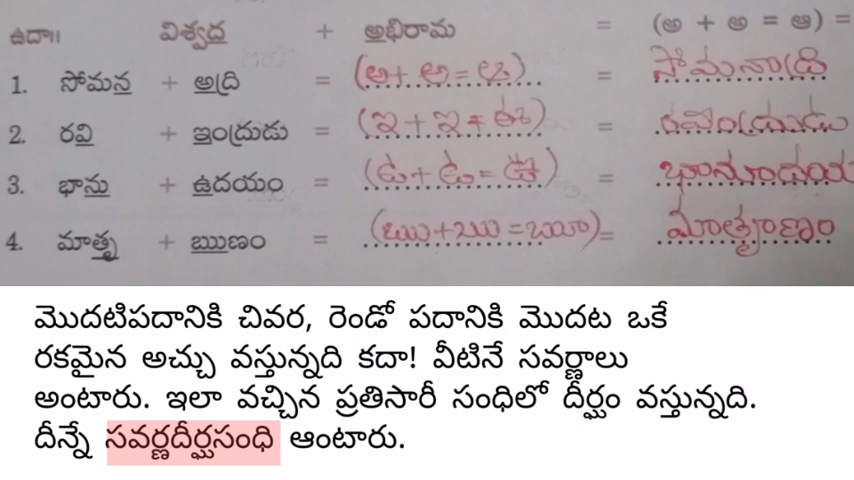 ఉదా॥ విశ్వద + అభిరామ = (అ + అ = ఆ) =
1. సోమన + అద్రి = (అ + అ = ఆ) = సోమనాద్రి
2. రవి + ఇంద్రుడు = (ఇ + ఇ = ఈ) = రవీంద్రుడు
3. భాను + ఉదయం = (ఉ + ఉ = ఊ) = భానూదయ
4. మాతృ + ఋణం = (ఋ + ఋ = ౠ) = మాతౄణం
మొదటిపదానికి చివర, రెండో పదానికి మొదట ఒకే
రకమైన అచ్చు వస్తున్నది కదా! వీటినే సవర్ణాలు
అంటారు. ఇలా వచ్చిన ప్రతిసారీ సంధిలో దీర్ఘం వస్తున్నది.
దీన్నే సవర్ణదీర్ఘసంధి ఆంటారు.